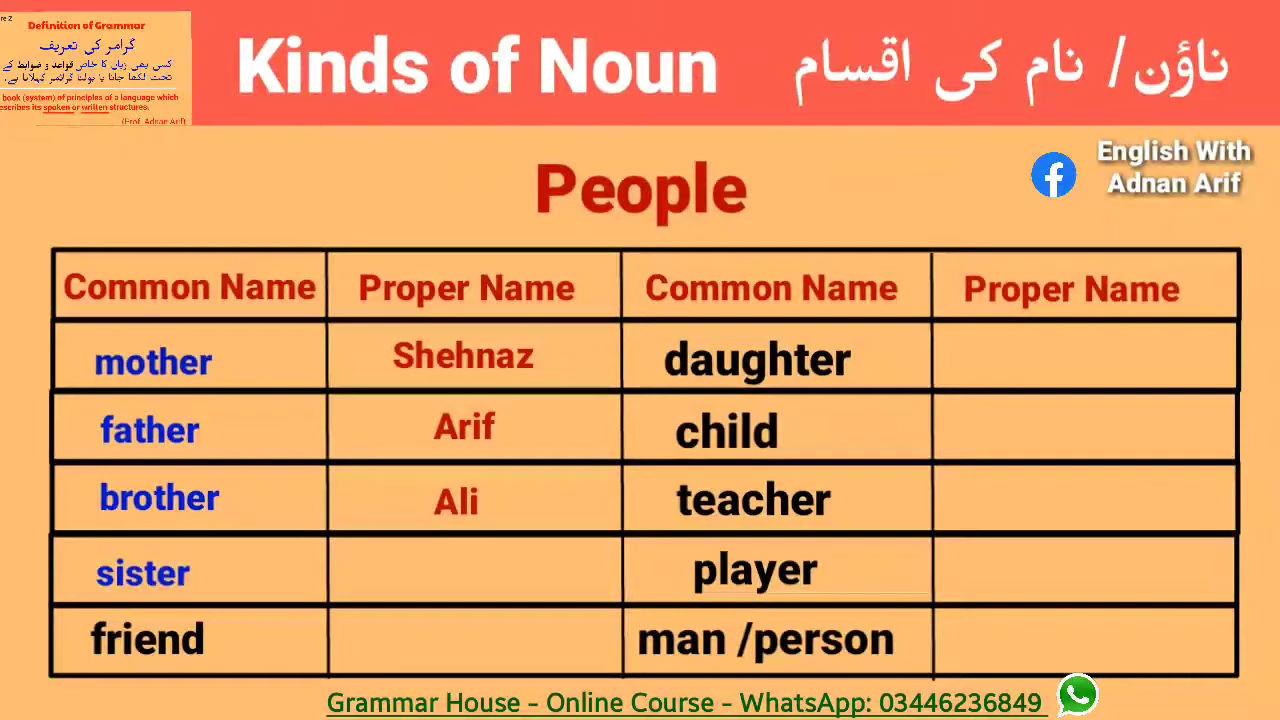 re 2
Definition of Grammar
گرامر کی تعریف
کسی بھی زبان کا خاص قواعد و ضوابط کے
تحت لکھا جانا یا بولنا گرائمر کہلاتا ہے۔
book (system) of principles of a language which
escribes its spoken or written structures.
(Prof. Adnan Arif)
Kinds of Noun
ناؤن/ نام کی اقسام
English With
Adnan Arif
People
Common Name Proper Name Common Name Proper Name
mother Shehnaz daughter
father Arif child
brother Ali teacher
sister player
friend man /person
Grammar House - Online Course - WhatsApp: 03446236849